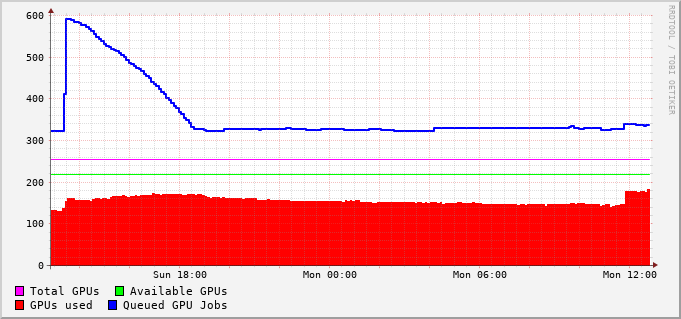 600
500
400
300
200
100
0
Sun 18:00 Mon 00:00 Mon 06:00 Mon 12:00
Total GPUs Available GPUs
GPUs used Queued GPU Jobs
RRDTOOL / TOBI OETIKER